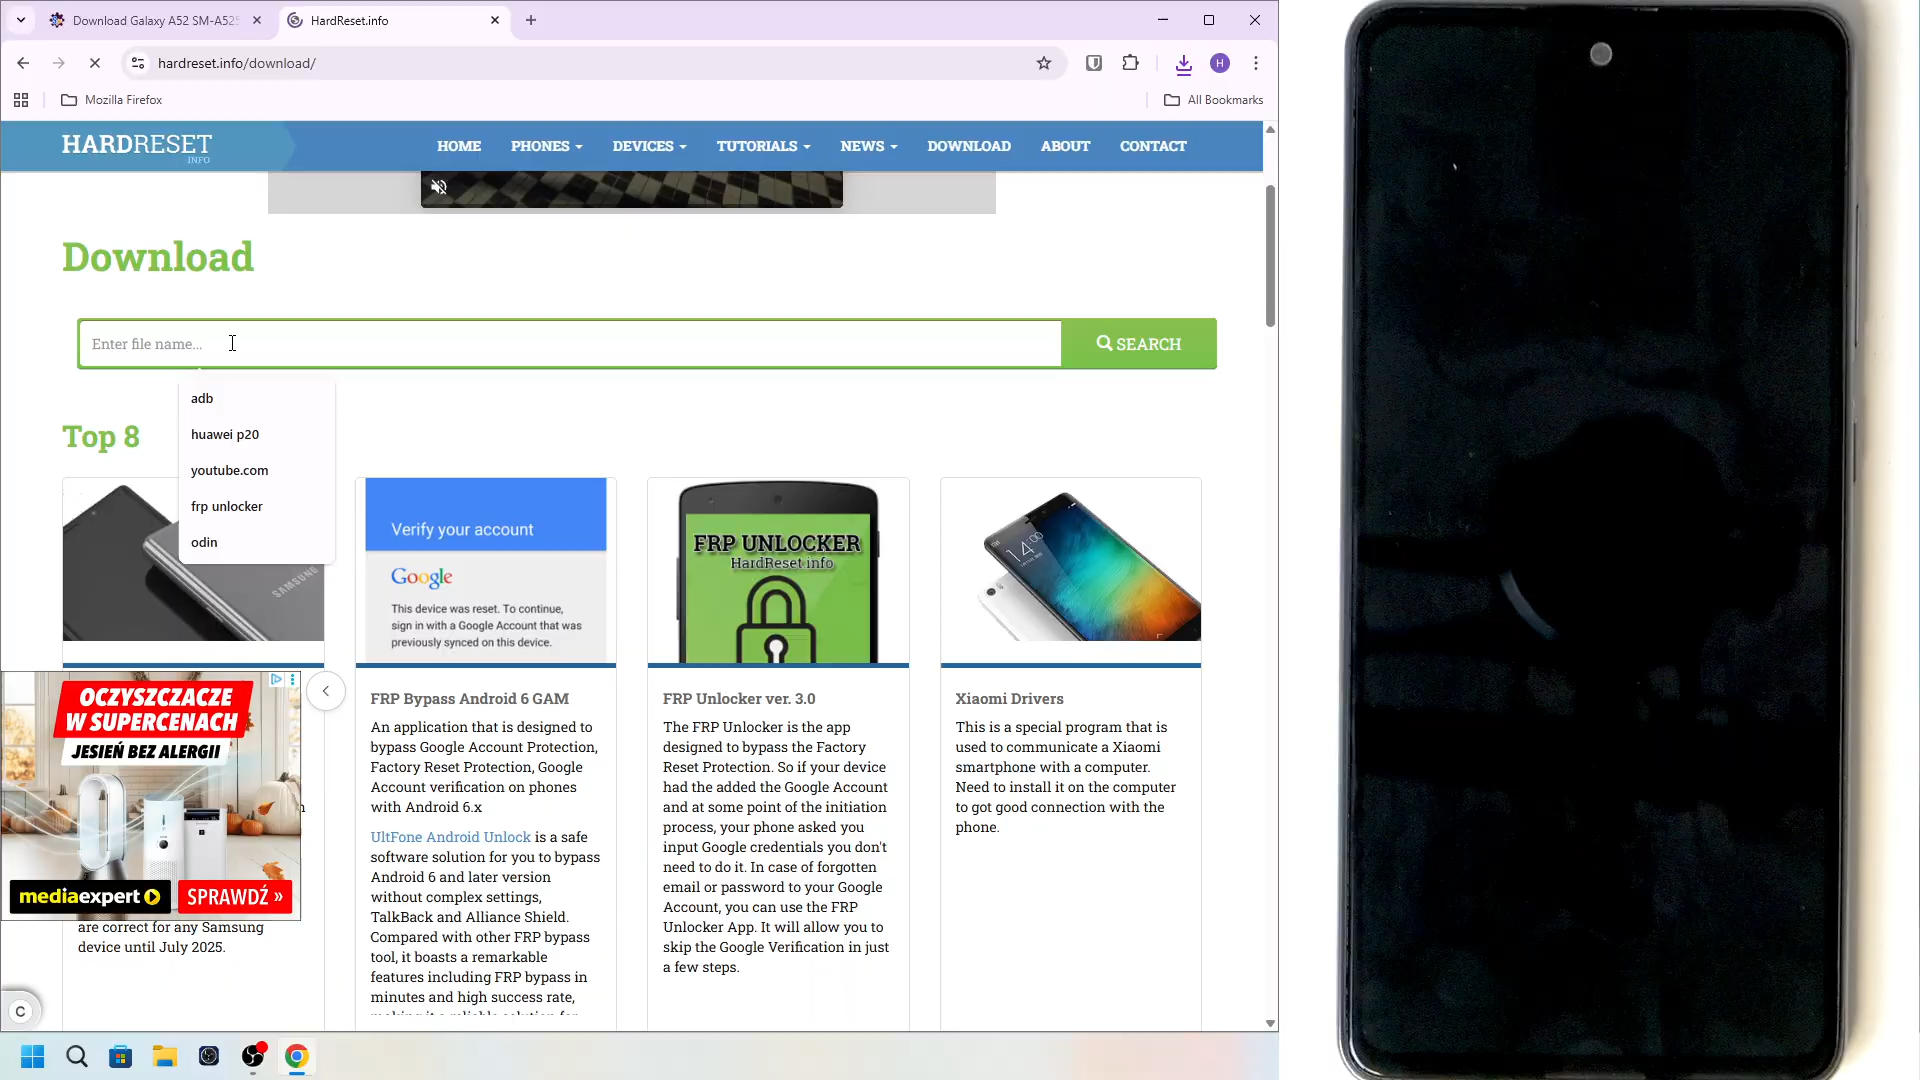 Download Galaxy A52 SM-A525
HardReset.info
hardreset.info/download/
H
Mozilla Firefox
All Bookmarks
HARDRESET
INFO
HOME
PHONES
DEVICES
TUTORIALS
NEWS
DOWNLOAD
ABOUT
CONTACT
Download
Enter file name...
SEARCH
adb
huawei p20
youtube.com
frp unlocker
odin
Top 8
SAMSUNG
Verify your account
Google
This device was reset. To continue,
sign in with a Google Account that was
previously synced on this device.
FRP UNLOCKER
HardReset.info
14:00
OCZYSZCZACZE
W SUPERCENACH
JESIEŃ BEZ ALERGII
mediaexpert
SPRAWDŹ »
are correct for any Samsung
device until July 2025.
FRP Bypass Android 6 GAM
An application that is designed to
bypass Google Account Protection,
Factory Reset Protection, Google
Account verification on phones
with Android 6.x
UltFone Android Unlock is a safe
software solution for you to bypass
Android 6 and later version
without complex settings,
TalkBack and Alliance Shield.
Compared with other FRP bypass
tool, it boasts a remarkable
features including FRP bypass in
minutes and high success rate,
FRP Unlocker ver. 3.0
The FRP Unlocker is the app
designed to bypass the Factory
Reset Protection. So if your device
had the added the Google Account
and at some point of the initiation
process, your phone asked you
input Google credentials you don't
need to do it. In case of forgotten
email or password to your Google
Account, you can use the FRP
Unlocker App. It will allow you to
skip the Google Verification in just
a few steps.
Xiaomi Drivers
This is a special program that is
used to communicate a Xiaomi
smartphone with a computer.
Need to install it on the computer
to got good connection with the
phone.
C